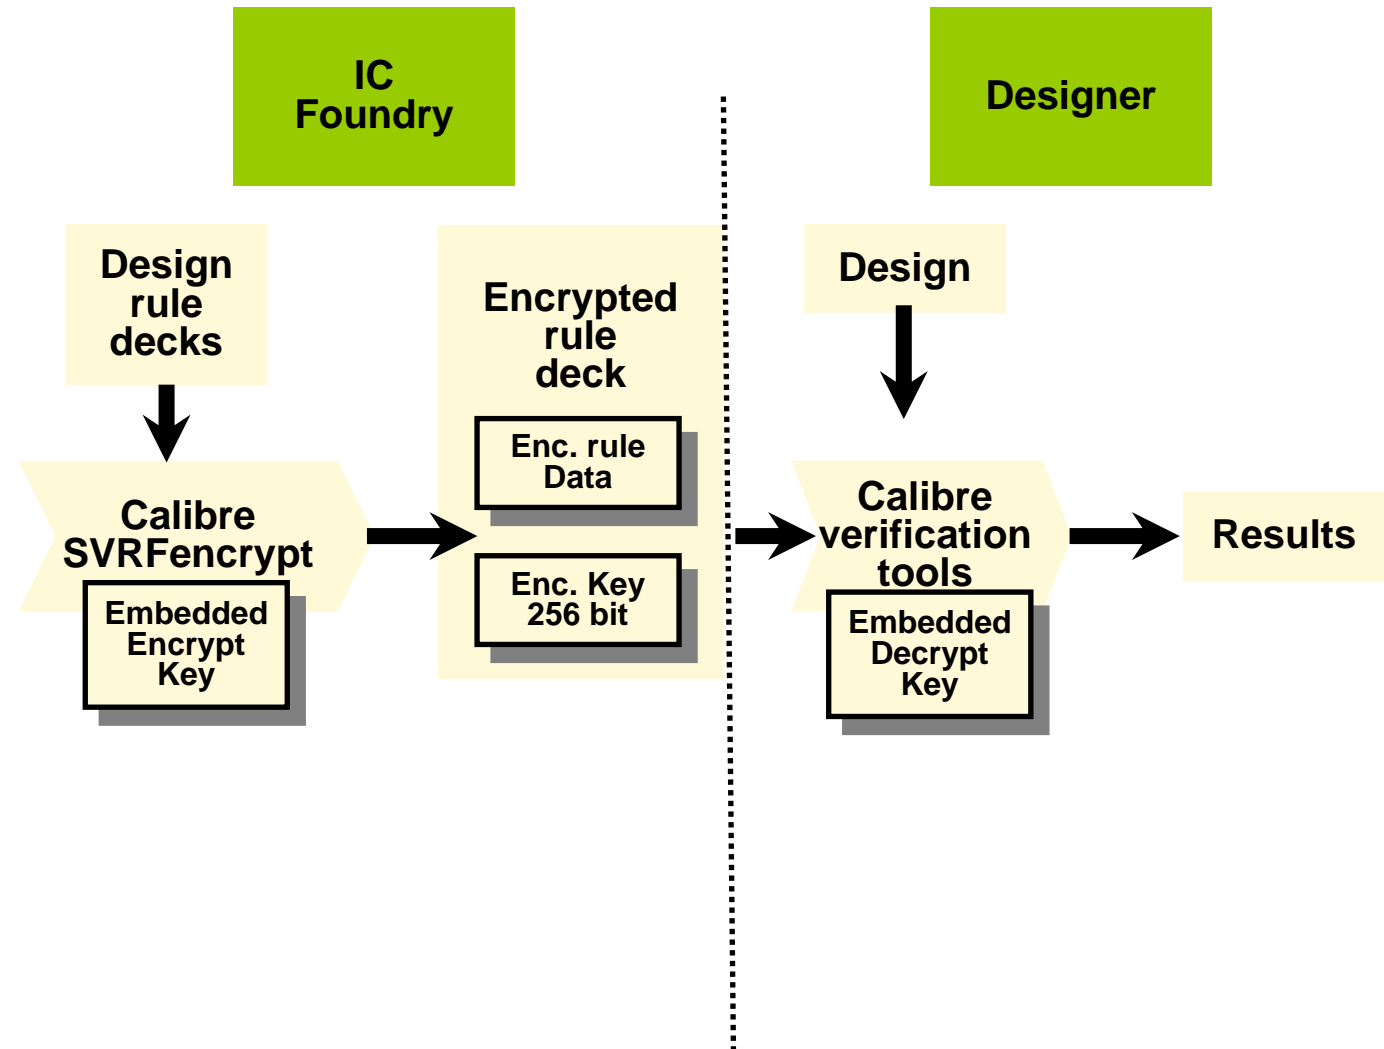 IC
Foundry
Designer
Design
rule
decks
Encrypted
rule
deck
Design
Enc. rule
Data
Calibre
SVRFencrypt
Calibre
verification
tools
Results
Enc. Key
256 bit
Embedded
Encrypt
Key
Embedded
Decrypt
Key